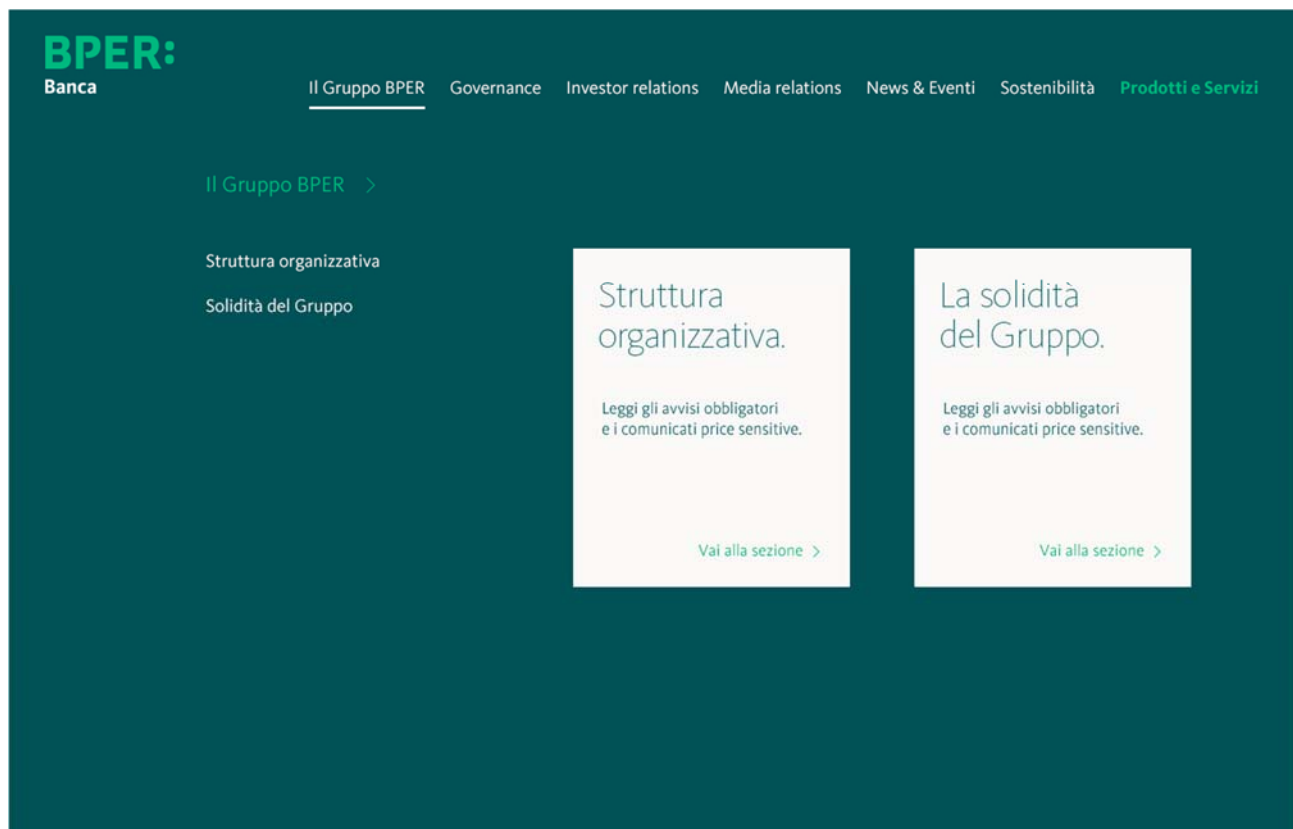 BPER:
Banca
Il Gruppo BPER Governance Investor relations Media relations News & Eventi Sostenibilità Prodotti e Servizi
Il Gruppo BPER >
Struttura organizzativa
Solidità del Gruppo
Struttura
organizzativa.
Leggi gli avvisi obbligatori
e i comunicati price sensitive.
Vai alla sezione >
La solidità
del Gruppo.
Leggi gli avvisi obbligatori
e i comunicati price sensitive.
Vai alla sezione >